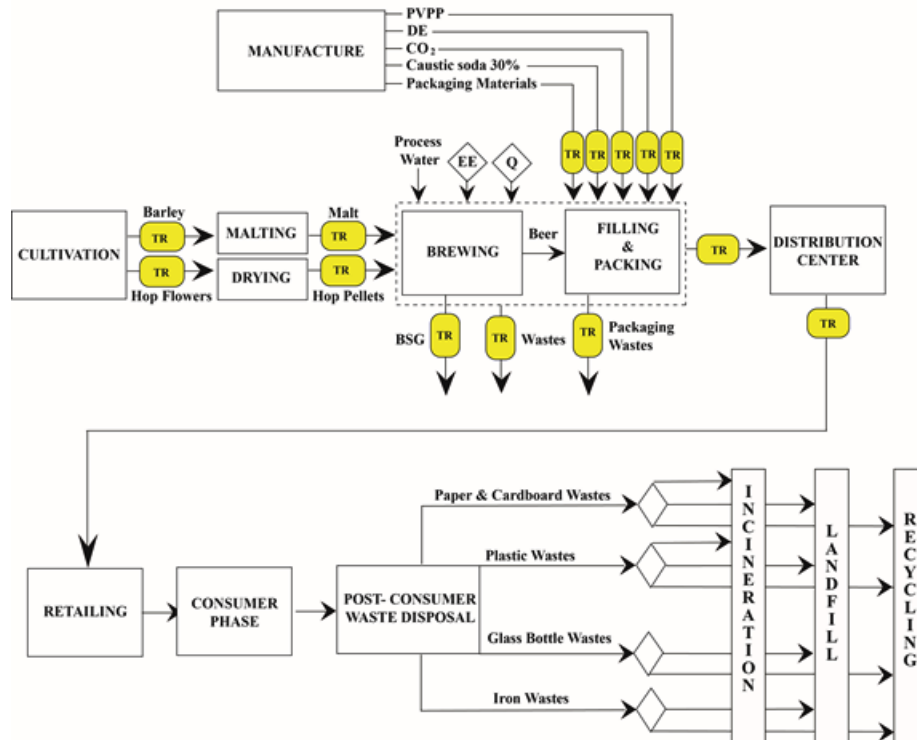 PVPP
DE
CO₂
Caustic soda 30%
Packaging Materials
MANUFACTURE
TR TR TR TR TR
Process
Water
EE
Q
Barley
TR
MALTING
Malt
TR
CULTIVATION
TR
Hop Flowers
DRYING
TR
Hop Pellets
BREWING
Beer
FILLING
&
PACKING
TR
DISTRIBUTION
CENTER
TR
BSG
TR
TR
Wastes
TR
Packaging
Wastes
RETAILING
CONSUMER
PHASE
POST- CONSUMER
WASTE DISPOSAL
Paper & Cardboard Wastes
Plastic Wastes
Glass Bottle Wastes
Iron Wastes
INCINERATION
LANDFILL
RECYCLING